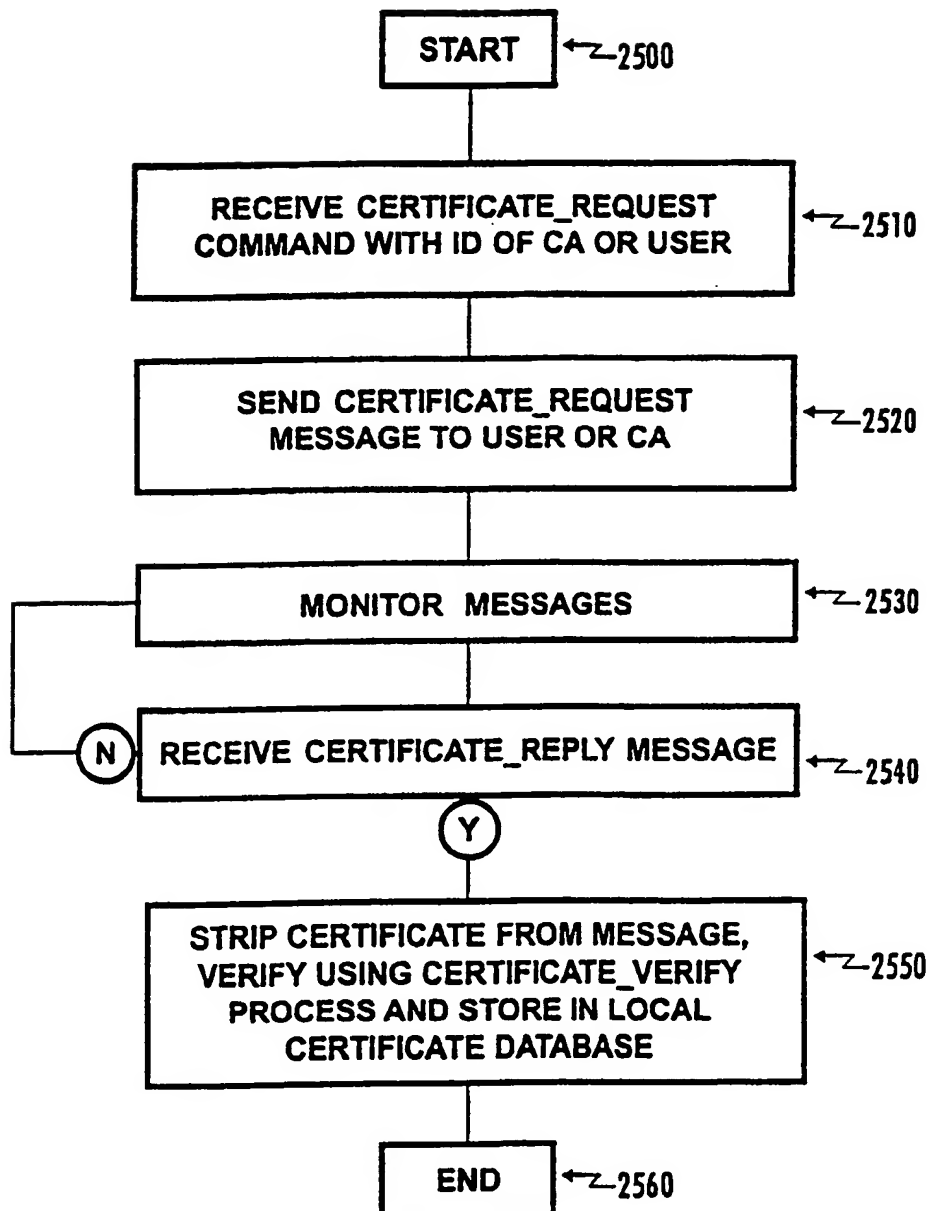 START
2500
RECEIVE CERTIFICATE_REQUEST
COMMAND WITH ID OF CA OR USER
2510
SEND CERTIFICATE_REQUEST
MESSAGE TO USER OR CA
2520
MONITOR MESSAGES
2530
N
RECEIVE CERTIFICATE_REPLY MESSAGE
2540
Y
STRIP CERTIFICATE FROM MESSAGE,
VERIFY USING CERTIFICATE_VERIFY
PROCESS AND STORE IN LOCAL
CERTIFICATE DATABASE
2550
END
2560